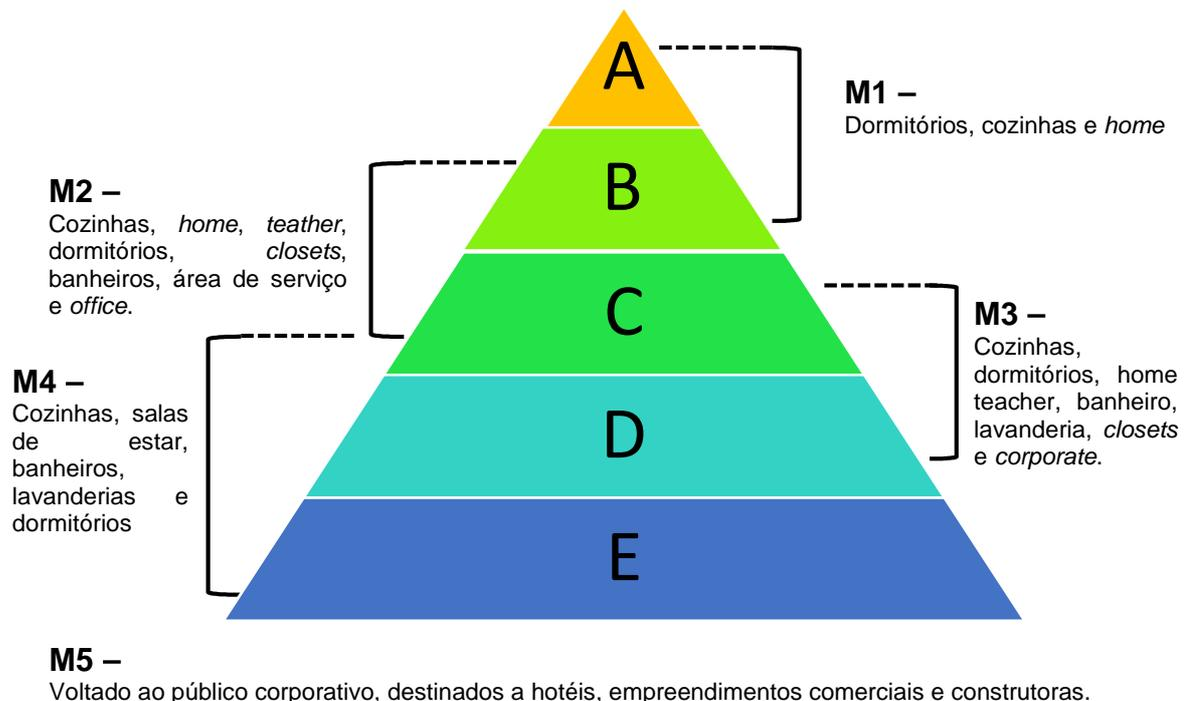 A
M1 –
Dormitórios, cozinhas e home
B
M2 –
Cozinhas, home, teather,
dormitórios, closets,
banheiros, área de serviço
e office.
C
M3 –
Cozinhas,
dormitórios, home
teacher, banheiro,
lavanderia, closets
e corporate.
M4 –
Cozinhas, salas
de estar,
banheiros,
lavanderias e
dormitórios
D
E
M5 –
Voltado ao público corporativo, destinados a hotéis, empreendimentos comerciais e construtoras.